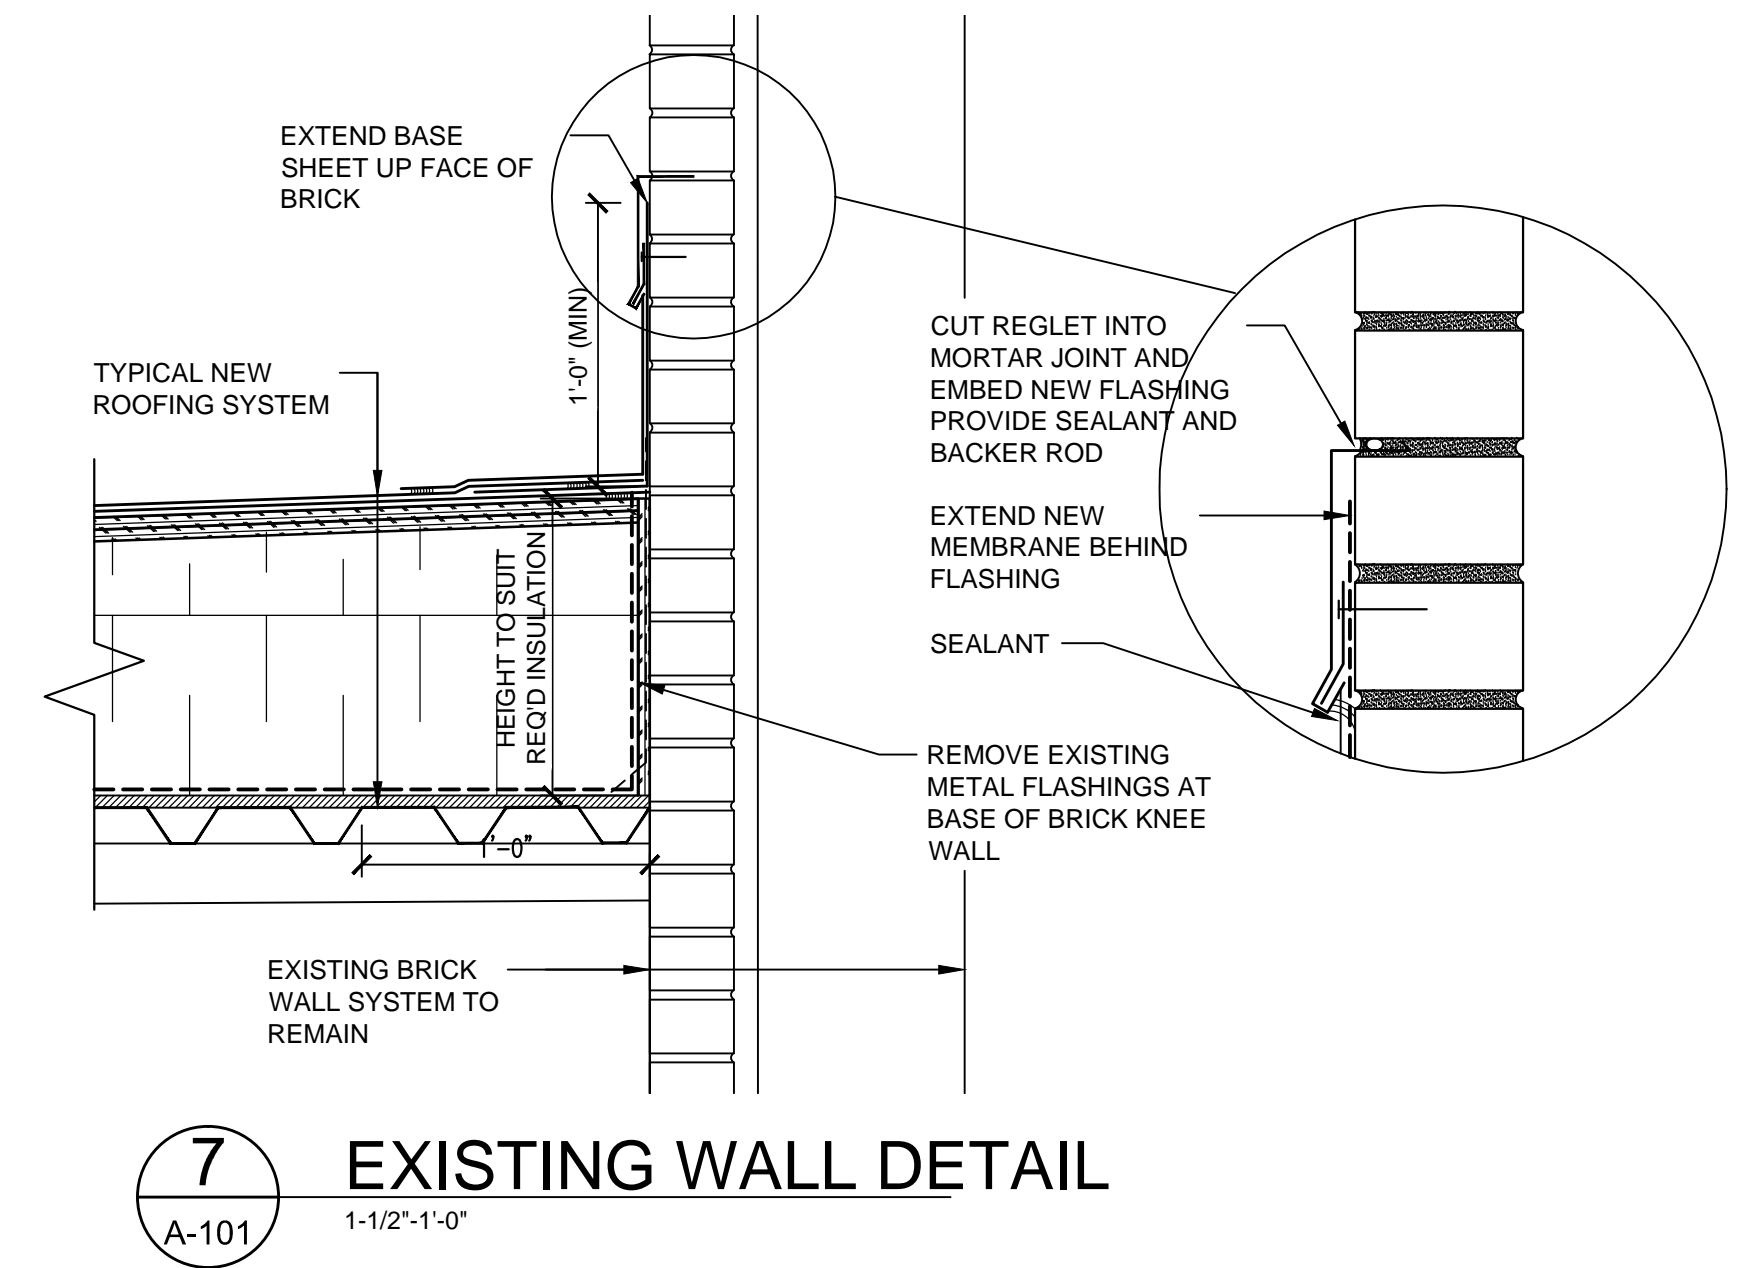 EXTEND BASE
SHEET UP FACE OF
BRICK
1'-0" (MIN)
TYPICAL NEW
ROOFING SYSTEM
CUT REGLET INTO
MORTAR JOINT AND
EMBED NEW FLASHING
PROVIDE SEALANT AND
BACKER ROD
EXTEND NEW
MEMBRANE BEHIND
FLASHING
SEALANT
HEIGHT TO SUIT
REQ'D INSULATION
REMOVE EXISTING
METAL FLASHINGS AT
BASE OF BRICK KNEE
WALL
1'-0"
EXISTING BRICK
WALL SYSTEM TO
REMAIN
7
A-101
EXISTING WALL DETAIL
1-1/2"-1'-0"